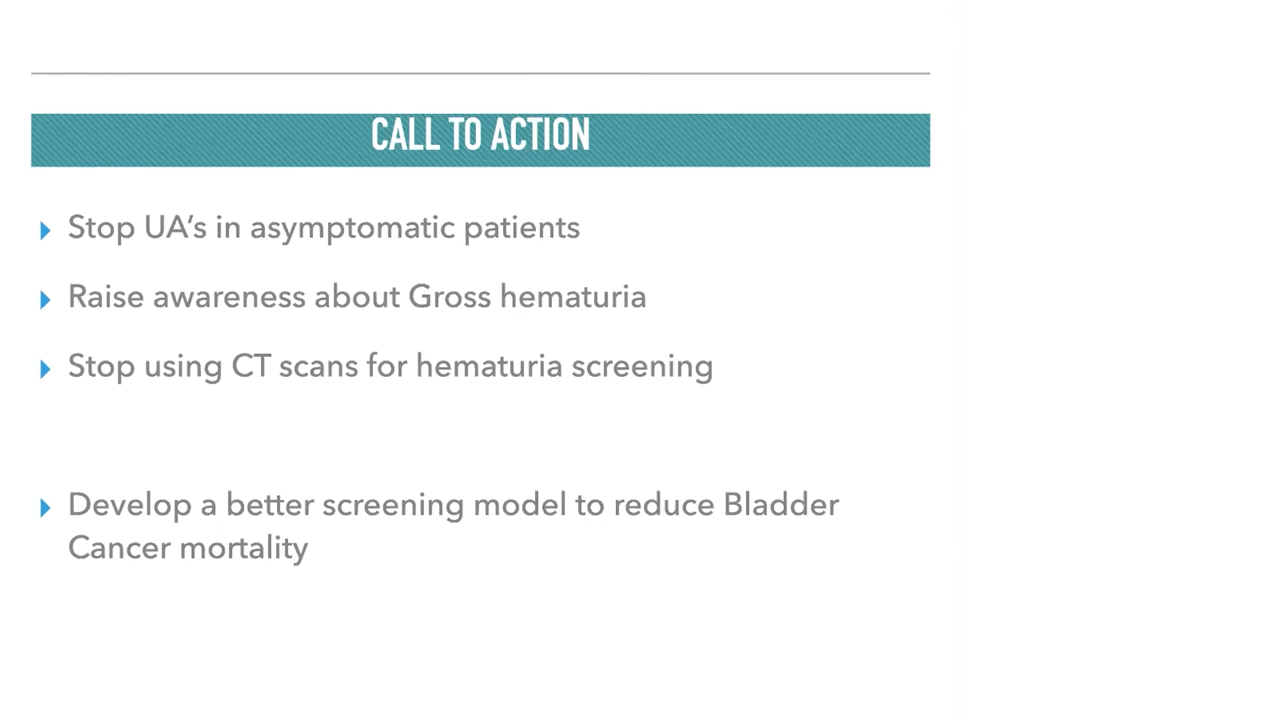 CALL TO ACTION
Stop UA’s in asymptomatic patients
Raise awareness about Gross hematuria
Stop using CT scans for hematuria screening
Develop a better screening model to reduce Bladder
Cancer mortality